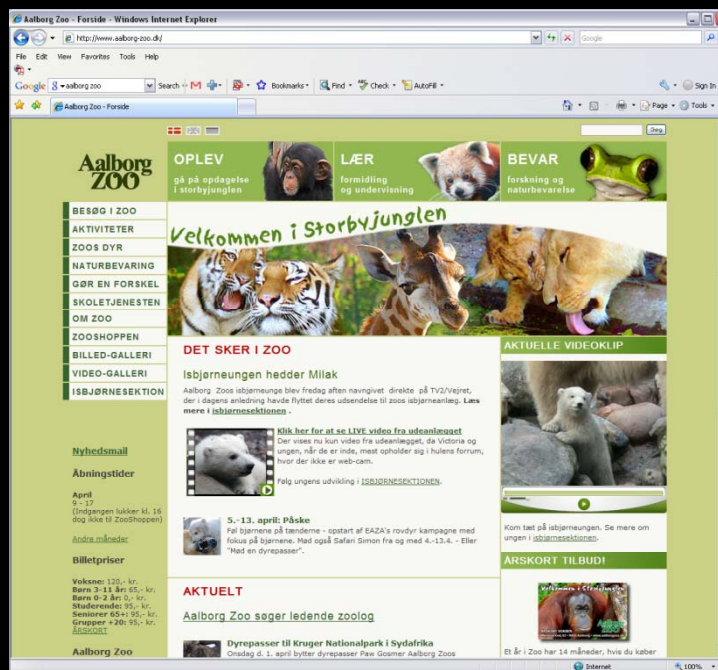 Aalborg Zoo - Forside - Windows Internet Explorer
http://www.aalborg-zoo.dk/
Google
File Edit View Favorites Tools Help
Google aalborg zoo Search Bookmarks Find Check AutoFill Sign In
Aalborg Zoo - Forside
Page Tools
Søg
Aalborg
ZOO
OPLEV
gå på opdagelse
i storbyjunglen
LÆR
formidling
og undervisning
BEVAR
forskning og
naturbevarelse
Velkommen i Storbyjunglen
BESØG I ZOO
AKTIVITETER
ZOOS DYR
NATURBEVARING
GØR EN FORSKEL
SKOLETJENESTEN
OM ZOO
ZOOSHOPPEN
BILLED-GALLERI
VIDEO-GALLERI
ISBJØRNESEKTION
Nyhedsmail
Åbningstider
April
9 - 17
(Indgangen lukker kl. 16
dog ikke til ZooShoppen)
Andre måneder
Billetpriser
Voksne: 120,- kr.
Børn 3-11 år: 65,- kr.
Børn 0-2 år: 0,- kr.
Studerende: 95,- kr.
Seniorer 65+: 95,- kr.
Grupper +20: 95,- kr.
ÅRSKORT
Aalborg Zoo
DET SKER I ZOO
Isbjørneungen hedder Milak
Aalborg Zoos isbjørneunge blev fredag aften navngivet direkte på TV2/Vejret,
der i dagens anledning havde flyttet deres udsendelse til zoos isbjørneanlæg. Læs
mere i isbjørnesektionen .
Klik her for at se LIVE video fra udeanlægget
Der vises nu kun video fra udeanlægget, da Victoria og
ungen, når de er inde, mest opholder sig i hulens forrum,
hvor der ikke er web-cam.
Følg ungens udvikling i ISBJØRNESEKTIONEN.
5.-13. april: Påske
Føl bjørnene på tænderne - opstart af EAZA's rovdyr kampagne med
fokus på bjørnene. Mød også Safari Simon fra og med 4.-13.4. - Eller
"Mød en dyrepasser".
AKTUELT
Aalborg Zoo søger ledende zoolog
Dyrepasser til Kruger Nationalpark i Sydafrika
Onsdag d. 1. april bytter dyrepasser Paw Gosmer Aalborg Zoos
AKTUELLE VIDEOKLIP
Kom tæt på isbjørneungen. Se mere om
ungen i isbjørnesektionen.
ÅRSKORT TILBUD!
Velkommen i Storbyjunglen
Et år i Zoo har 14 måneder, hvis du køber
Internet 100%